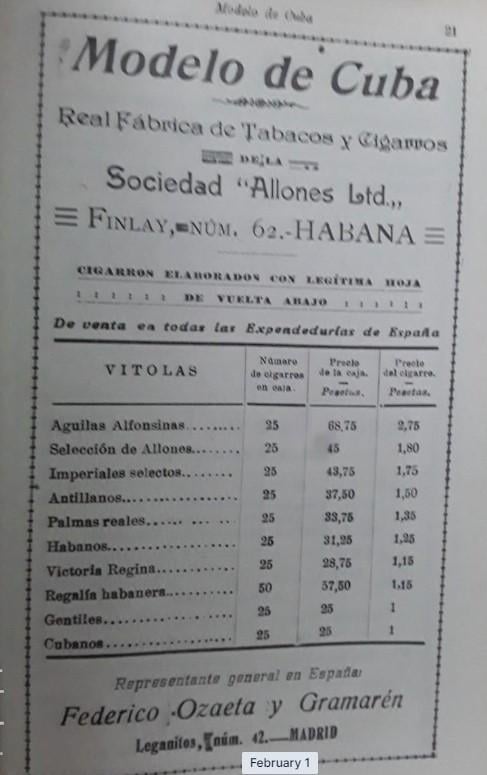 Modelo de Cuba
21
Modelo de Cuba
Real Fábrica de Tabacos y Cigarros
DE LA
Sociedad "Allones Ltd.,,
FINLAY, NÚM. 62.-HABANA
CIGARROS ELABORADOS CON LEGÍTIMA HOJA
DE VUELTA ABAJO
De venta en todas las Expendedurías de España
VITOLAS
Número de cigarros en caja.
Precio de la caja. — Pesetas.
Precio del cigarro. — Pesetas.
Aguilas Alfonsinas......... 25 68,75 2,75
Selección de Allones........ 25 45 1,80
Imperiales selectos........ 25 43,75 1,75
Antillanos.................. 25 37,50 1,50
Palmas reales............... 25 33,75 1,35
Habanos.................... 25 31,25 1,25
Victoria Regina............. 25 28,75 1,15
Regalía habanera........... 50 57,50 1,15
Gentiles.................... 25 25 1
Cubanos.................... 25 25 1
Representante general en España:
Federico Ozaeta y Gramarén
Leganitos, núm. 42.—MADRID
February 1